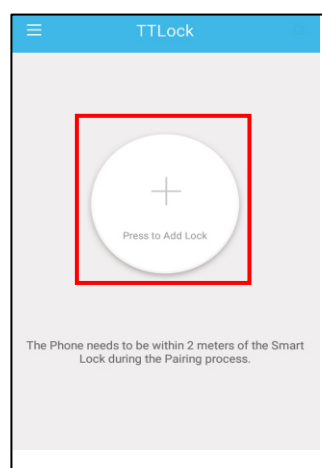 TTLock
Press to Add Lock
The Phone needs to be within 2 meters of the Smart
Lock during the Pairing process.